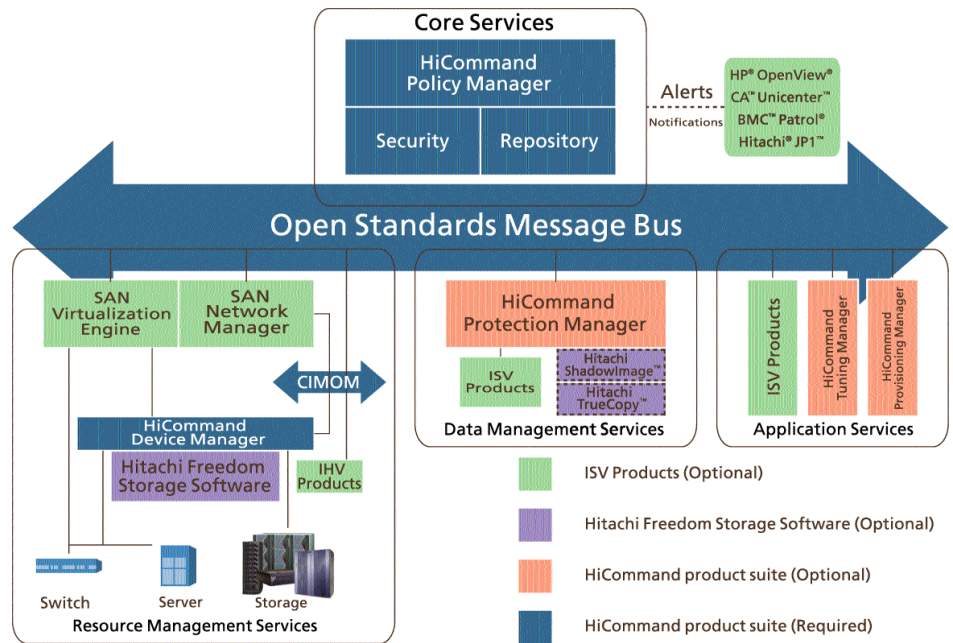 Core Services
HiCommand
Policy Manager
Security
Repository
Alerts
Notifications
HP® OpenView®
CA™ Unicenter™
BMC™ Patrol®
Hitachi® JP1™
Open Standards Message Bus
SAN
Virtualization
Engine
SAN
Network
Manager
CIMOM
HiCommand
Device Manager
Hitachi Freedom
Storage Software
IHV
Products
Switch
Server
Storage
Resource Management Services
HiCommand
Protection Manager
ISV
Products
Hitachi
ShadowImage™
Hitachi
TrueCopy™
Data Management Services
ISV Products
HiCommand
Tuning Manager
HiCommand
Provisioning Manager
Application Services
ISV Products (Optional)
Hitachi Freedom Storage Software (Optional)
HiCommand product suite (Optional)
HiCommand product suite (Required)